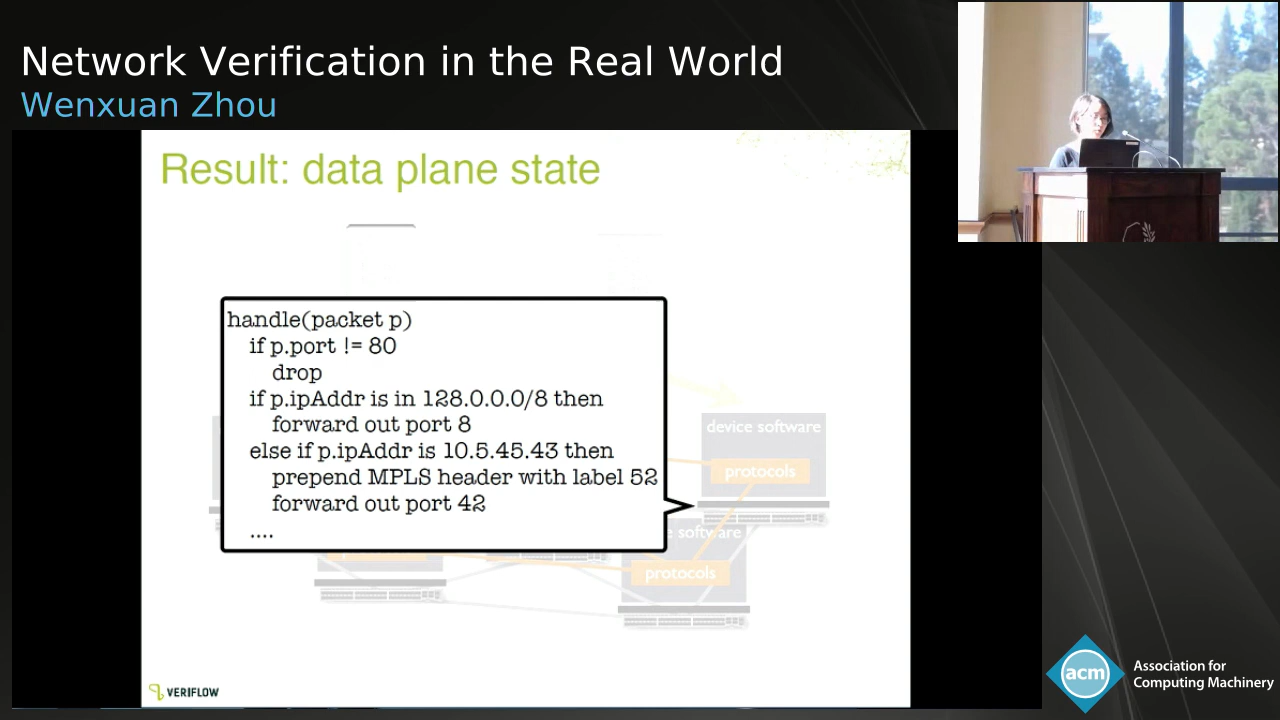 Network Verification in the Real World
Wenxuan Zhou
Result: data plane state
handle(packet p)
if p.port != 80
drop
if p.ipAddr is in 128.0.0.0/8 then
forward out port 8
else if p.ipAddr is 10.5.45.43 then
prepend MPLS header with label 52
forward out port 42
....
device software
protocols
software
protocols
VERIFLOW
acm
Association for
Computing Machinery